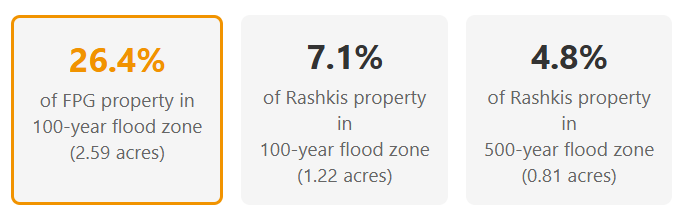 26.4%
of FPG property in
100-year flood zone
(2.59 acres)
7.1%
of Rashkis property
in
100-year flood zone
(1.22 acres)
4.8%
of Rashkis property
in
500-year flood zone
(0.81 acres)